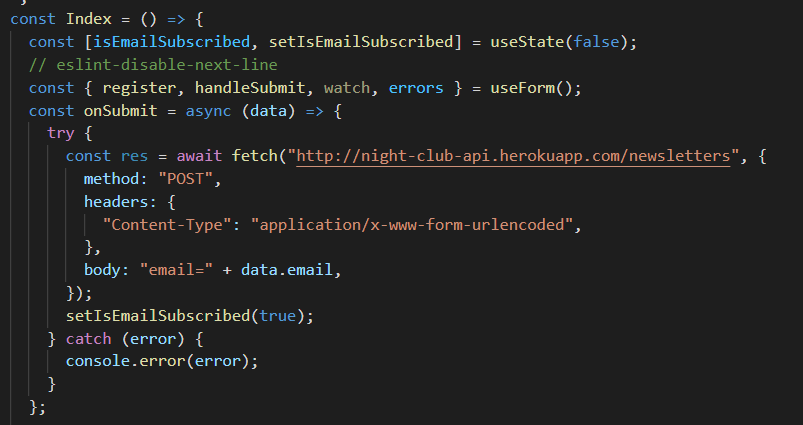 const Index = () => {
const [isEmailSubscribed, setIsEmailSubscribed] = useState(false);
// eslint-disable-next-line
const { register, handleSubmit, watch, errors } = useForm();
const onSubmit = async (data) => {
try {
const res = await fetch("http://night-club-api.herokuapp.com/newsletters", {
method: "POST",
headers: {
"Content-Type": "application/x-www-form-urlencoded",
},
body: "email=" + data.email,
});
setIsEmailSubscribed(true);
} catch (error) {
console.error(error);
}
};